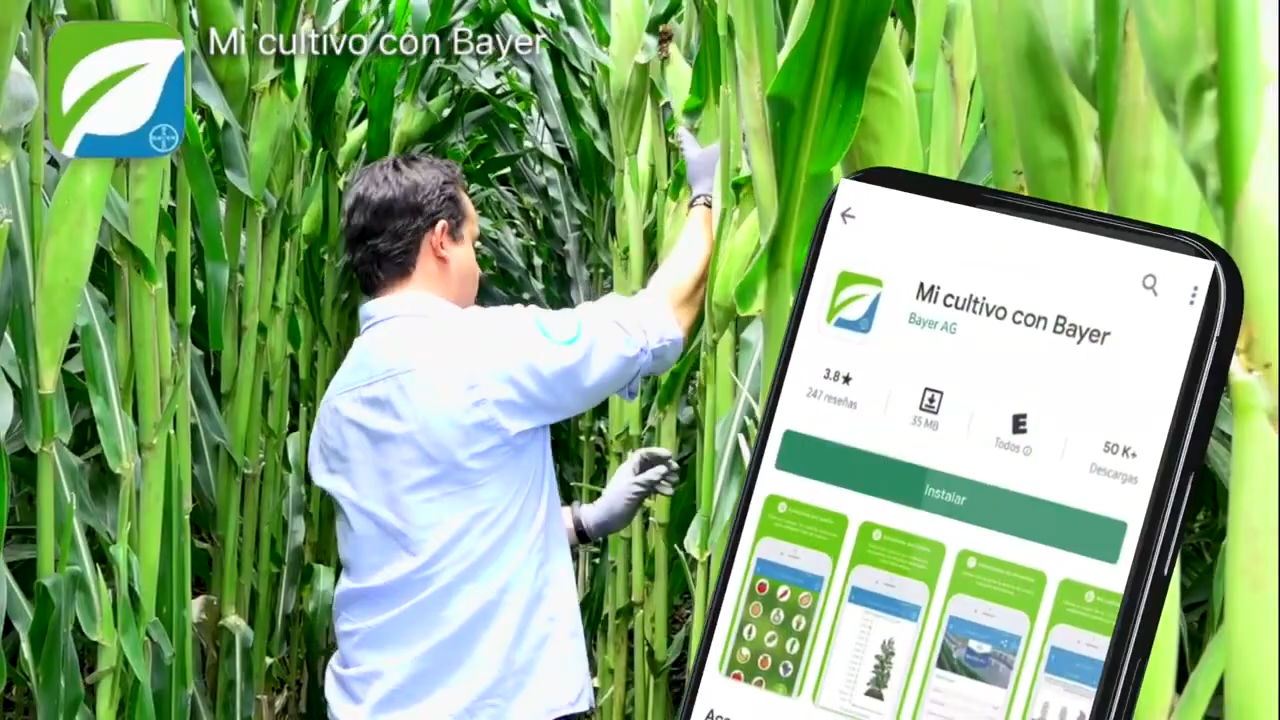 Mi cultivo con Bayer
Mi cultivo con Bayer
Bayer AG
3.8★
247 reseñas
35 MB
E
Todos
50 K+
Descargas
Instalar